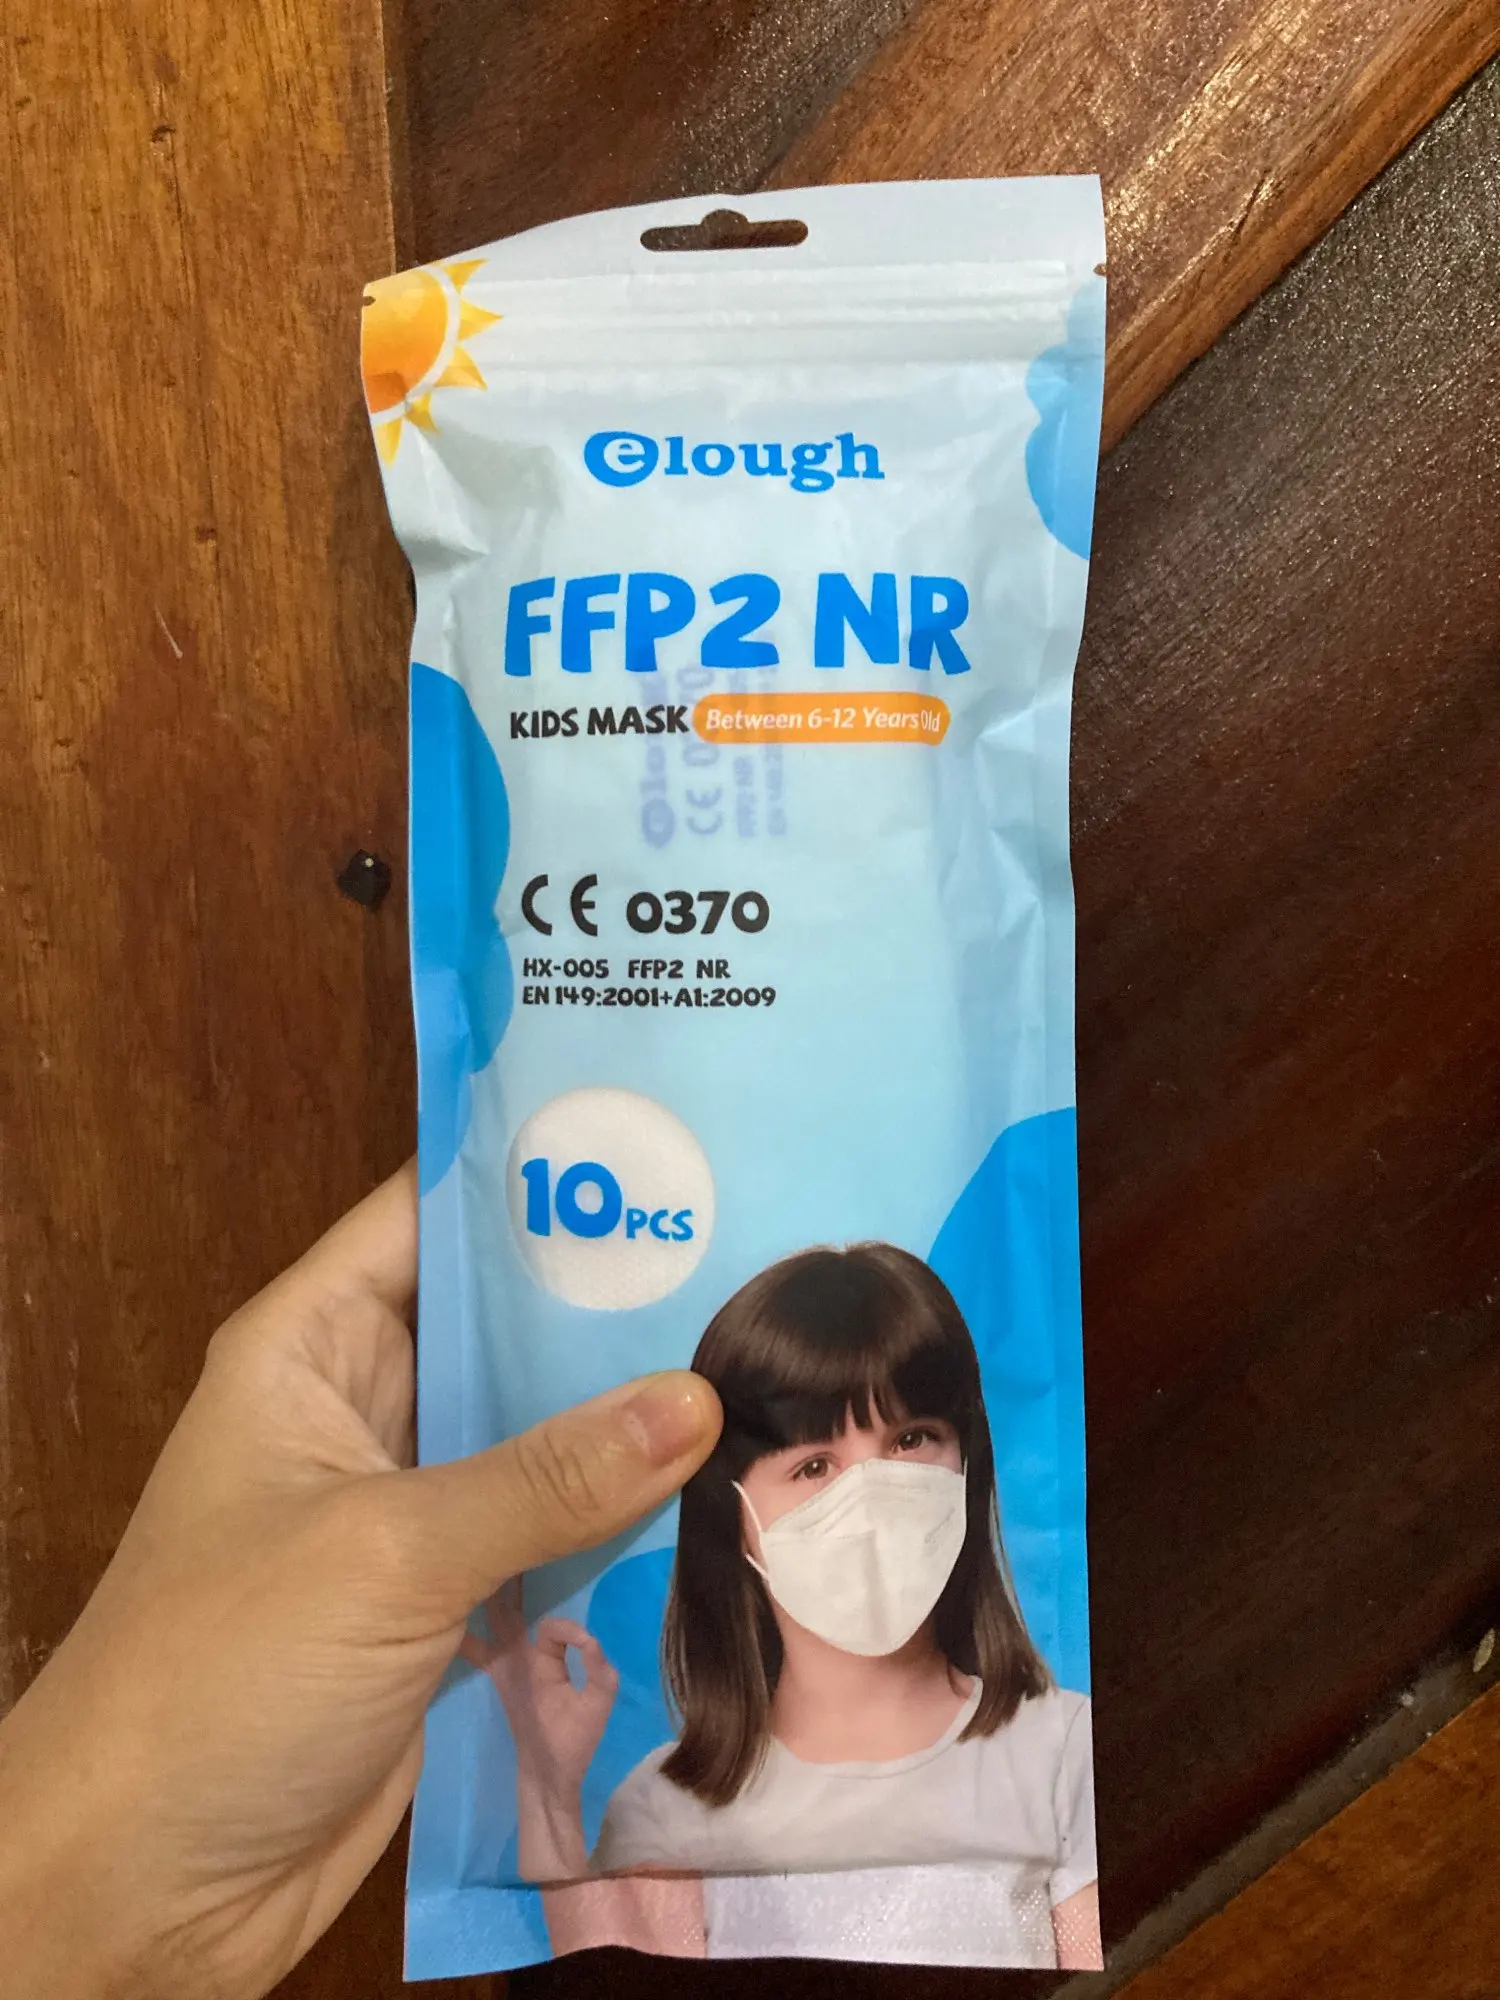 elough
FFP2 NR
KIDS MASK Between 6-12 Years Old
CE 0370
HX-005 FFP2 NR
EN 149:2001+A1:2009
10PCS